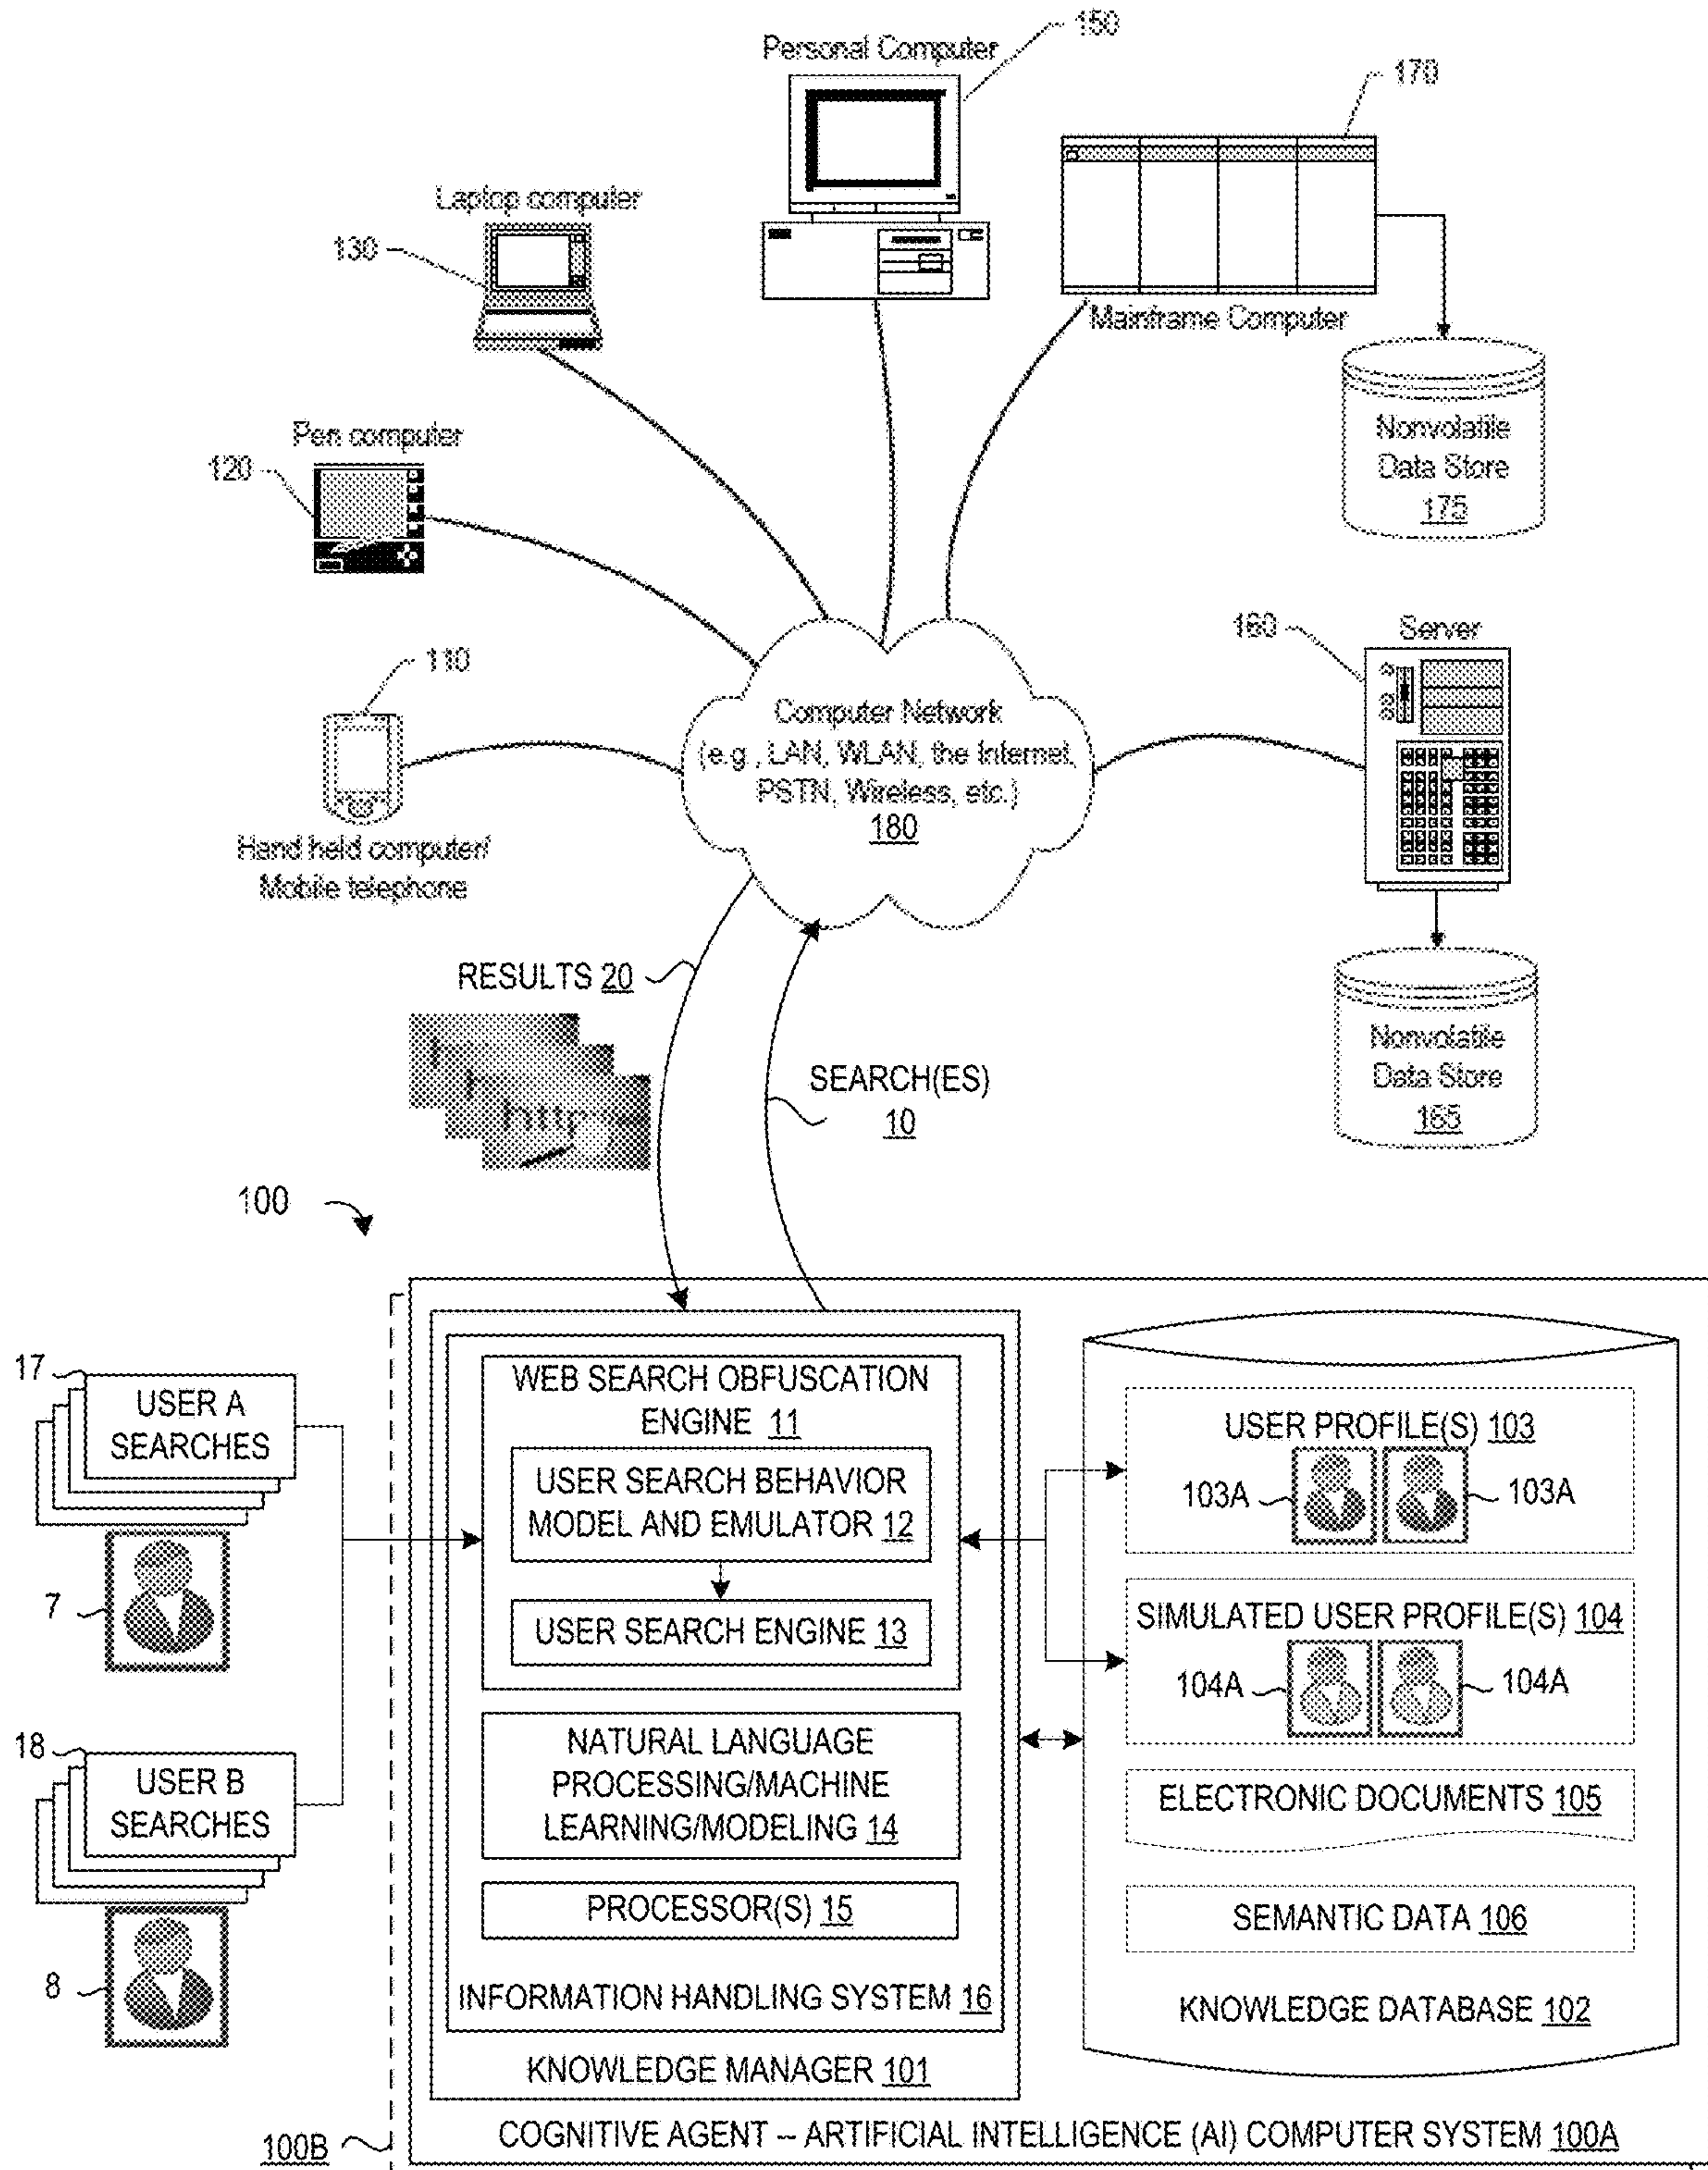 150
Personal Computer
170
Laptop computer
130
Mainframe Computer
Pen computer
120
Nonvolatile
Data Store
175
160
Server
110
Computer Network
(e.g., LAN, WLAN, the Internet,
PSTN, Wireless, etc.)
180
Hand held computer/
Mobile telephone
RESULTS 20
Nonvolatile
Data Store
165
http
SEARCH(ES)
10
100
17
USER A
SEARCHES
7
18
USER B
SEARCHES
8
WEB SEARCH OBFUSCATION
ENGINE 11
USER SEARCH BEHAVIOR
MODEL AND EMULATOR 12
USER SEARCH ENGINE 13
NATURAL LANGUAGE
PROCESSING/MACHINE
LEARNING/MODELING 14
PROCESSOR(S) 15
INFORMATION HANDLING SYSTEM 16
KNOWLEDGE MANAGER 101
USER PROFILE(S) 103
103A
103A
SIMULATED USER PROFILE(S) 104
104A
104A
ELECTRONIC DOCUMENTS 105
SEMANTIC DATA 106
KNOWLEDGE DATABASE 102
100B
COGNITIVE AGENT – ARTIFICIAL INTELLIGENCE (AI) COMPUTER SYSTEM 100A